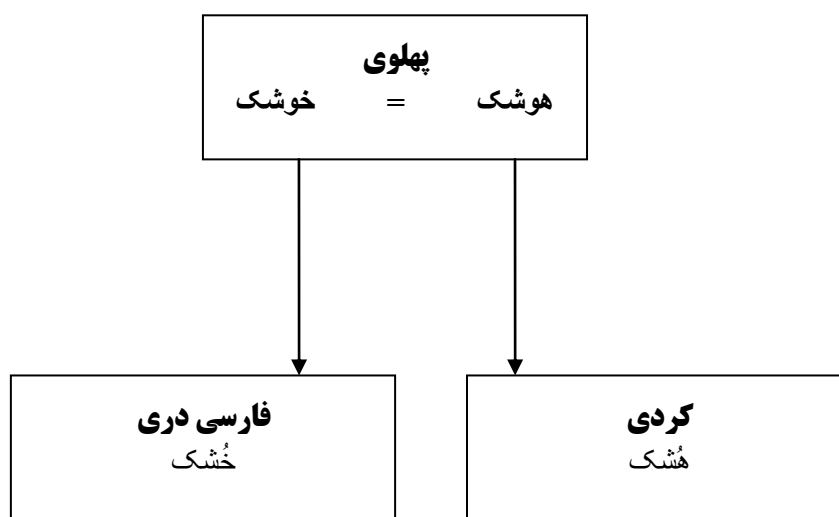 پهلوی
هوشک = خوشک
کردی
هُشک
فارسی دری
خُشک